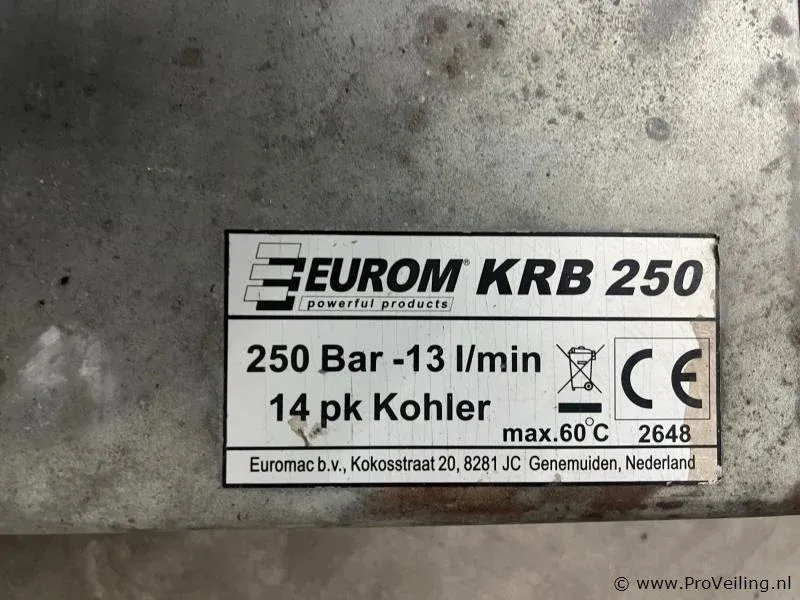 EUROM® KRB 250
powerful products
250 Bar -13 l/min
14 pk Kohler
max.60°C
CE
2648
Euromac b.v., Kokosstraat 20, 8281 JC Genemuiden, Nederland
© www.ProVeiling.nl